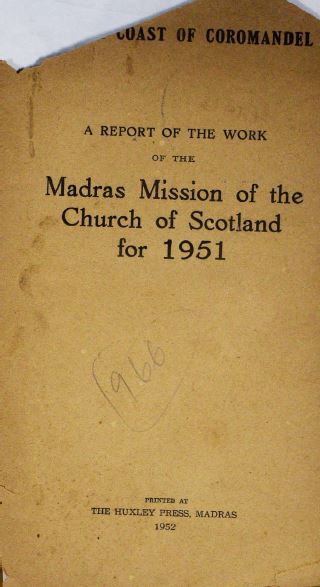 COAST OF COROMANDEL
A REPORT OF THE WORK
OF THE
Madras Mission of the
Church of Scotland
for 1951
966
PRINTED AT
THE HUXLEY PRESS, MADRAS
1952